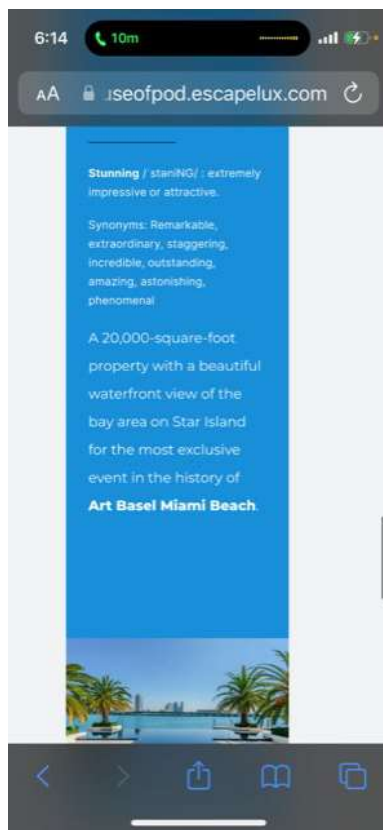 6:14
10m
AA
useofpod.escapelux.com
Stunning / staniNG/ : extremely
impressive or attractive.
Synonyms: Remarkable,
extraordinary, staggering,
incredible, outstanding,
amazing, astonishing,
phenomenal
A 20,000-square-foot
property with a beautiful
waterfront view of the
bay area on Star Island
for the most exclusive
event in the history of
Art Basel Miami Beach.